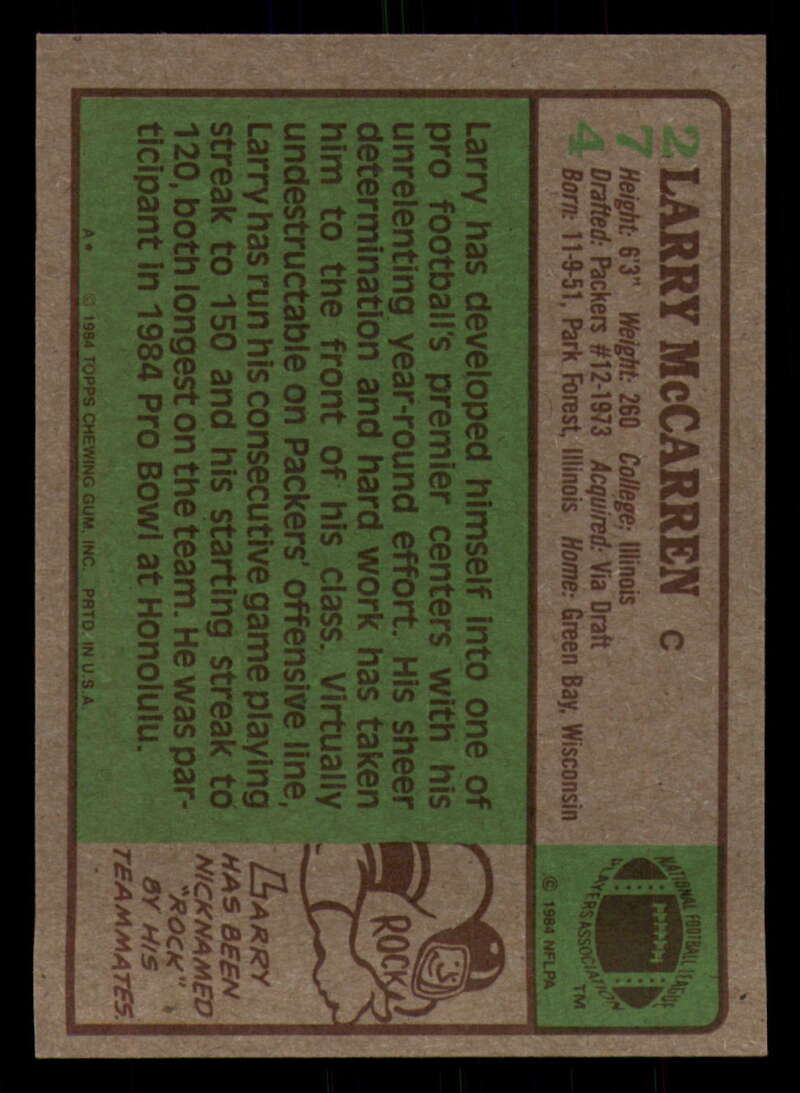 274
LARRY McCARREN C
Height: 6'3" Weight: 260 College: Illinois
Drafted: Packers #12-1973 Acquired: Via Draft
Born: 11-9-51, Park Forest, Illinois Home: Green Bay, Wisconsin
NATIONAL FOOTBALL LEAGUE
PLAYERS ASSOCIATION
TM
© 1984 NFLPA
Larry has developed himself into one of
pro football's premier centers with his
unrelenting year-round effort. His sheer
determination and hard work has taken
him to the front of his class. Virtually
undestructable on Packers' offensive line,
Larry has run his consecutive game playing
streak to 150 and his starting streak to
120, both longest on the team. He was par-
ticipant in 1984 Pro Bowl at Honolulu.
A* © 1984 TOPPS CHEWING GUM, INC. PRTD. IN U.S.A.
ROCK
LARRY
HAS BEEN
NICKNAMED
"ROCK"
BY HIS
TEAMMATES.